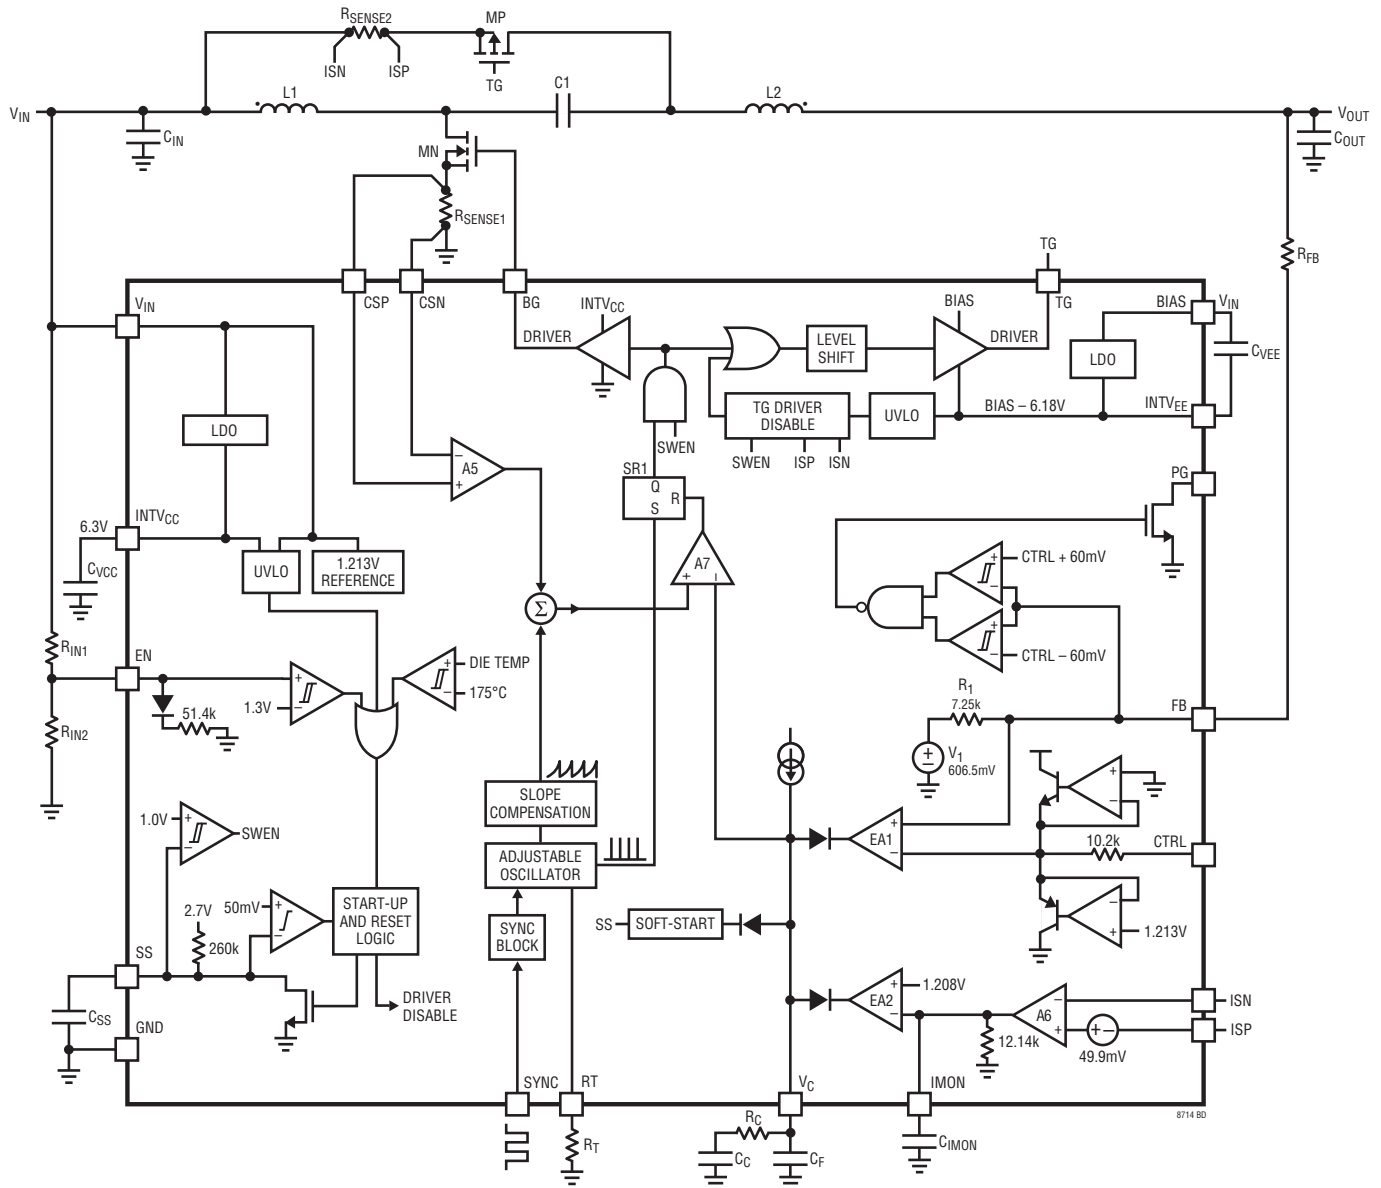 RSENSE2
MP
ISN
ISP
TG
VIN
L1
C1
L2
VOUT
CIN
COUT
MN
RSENSE1
RFB
TG
CSP
CSN
BG
TG
VIN
INTVCC
BIAS
BIAS
VIN
DRIVER
LEVEL
SHIFT
DRIVER
LDO
CVEE
LDO
TG DRIVER
DISABLE
UVLO
BIAS – 6.18V
INTVEE
SWEN
SWEN
ISP
ISN
A5
–
+
SR1
Q
R
S
PG
6.3V
INTVCC
CVCC
UVLO
1.213V
REFERENCE
A7
+
–
+
CTRL + 60mV
–
Σ
+
CTRL – 60mV
–
RIN1
EN
+
1.3V
–
+
DIE TEMP
–
175°C
51.4k
RIN2
R1
7.25k
FB
V1
606.5mV
+
–
SLOPE
COMPENSATION
1.0V
+
–
SWEN
+
–
EA1
+
–
10.2k
CTRL
ADJUSTABLE
OSCILLATOR
2.7V
50mV
+
–
START-UP
AND RESET
LOGIC
SYNC
BLOCK
SS
SOFT-START
–
+
1.213V
SS
260k
EA2
+
1.208V
–
A6
–
+
ISN
CSS
DRIVER
DISABLE
GND
12.14k
+
–
49.9mV
ISP
SYNC
RT
VC
IMON
8714 BD
RT
RC
CC
CF
CIMON